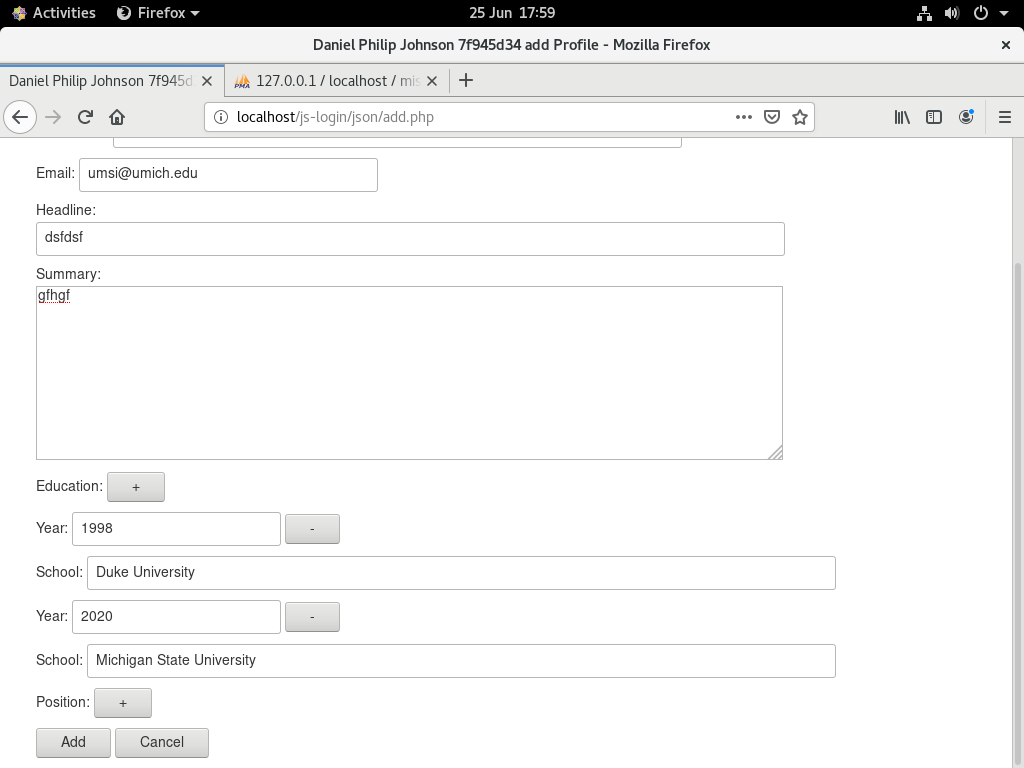 Activities Firefox 25 Jun 17:59
Daniel Philip Johnson 7f945d34 add Profile - Mozilla Firefox ×
Daniel Philip Johnson 7f945d 127.0.0.1 / localhost / mis +
localhost/js-login/json/add.php
Email: umsi@umich.edu
Headline:
dsfdsf
Summary:
gfhgf
Education: +
Year: 1998 -
School: Duke University
Year: 2020 -
School: Michigan State University
Position: +
Add Cancel